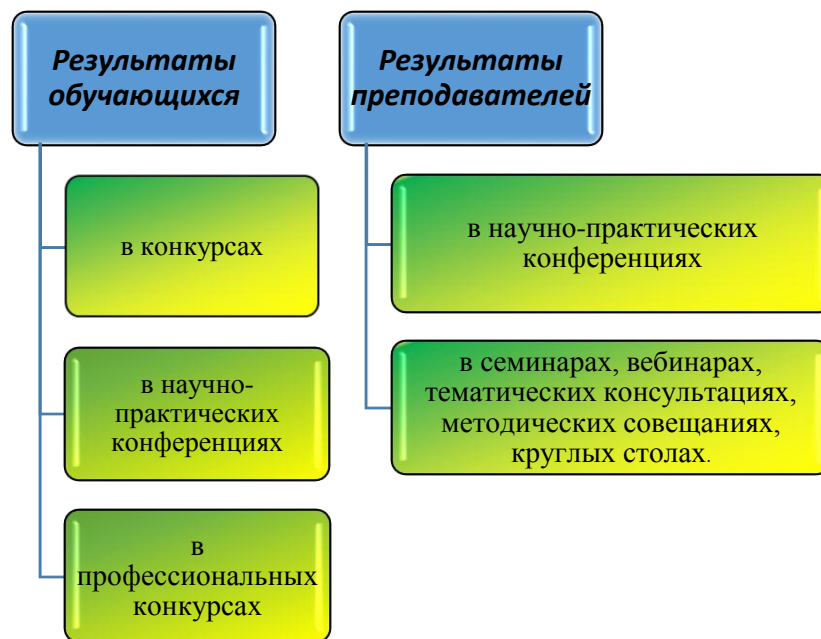 Результаты
обучающихся
в конкурсах
в научно-
практических
конференциях
в
профессиональных
конкурсах
Результаты
преподавателей
в научно-практических
конференциях
в семинарах, вебинарах,
тематических консультациях,
методических совещаниях,
круглых столах.